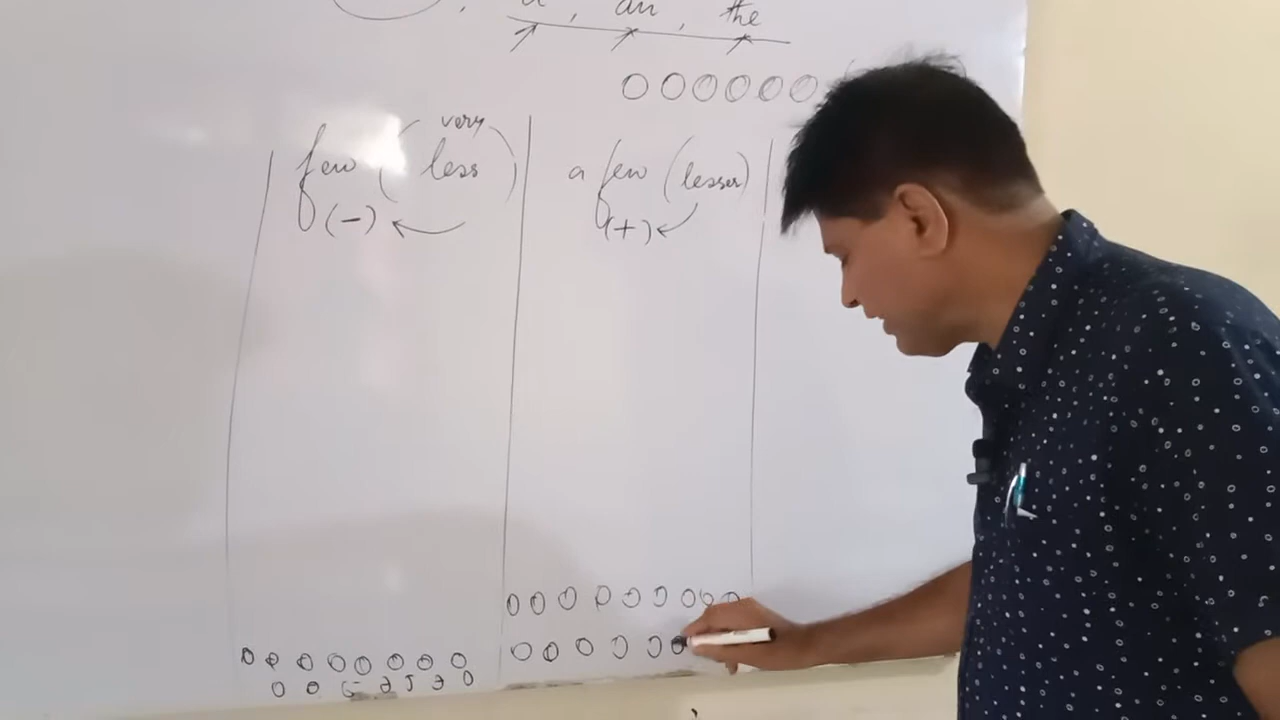 , a, an, the
very
few ( less )
a few (lesser)
(-)
(+)